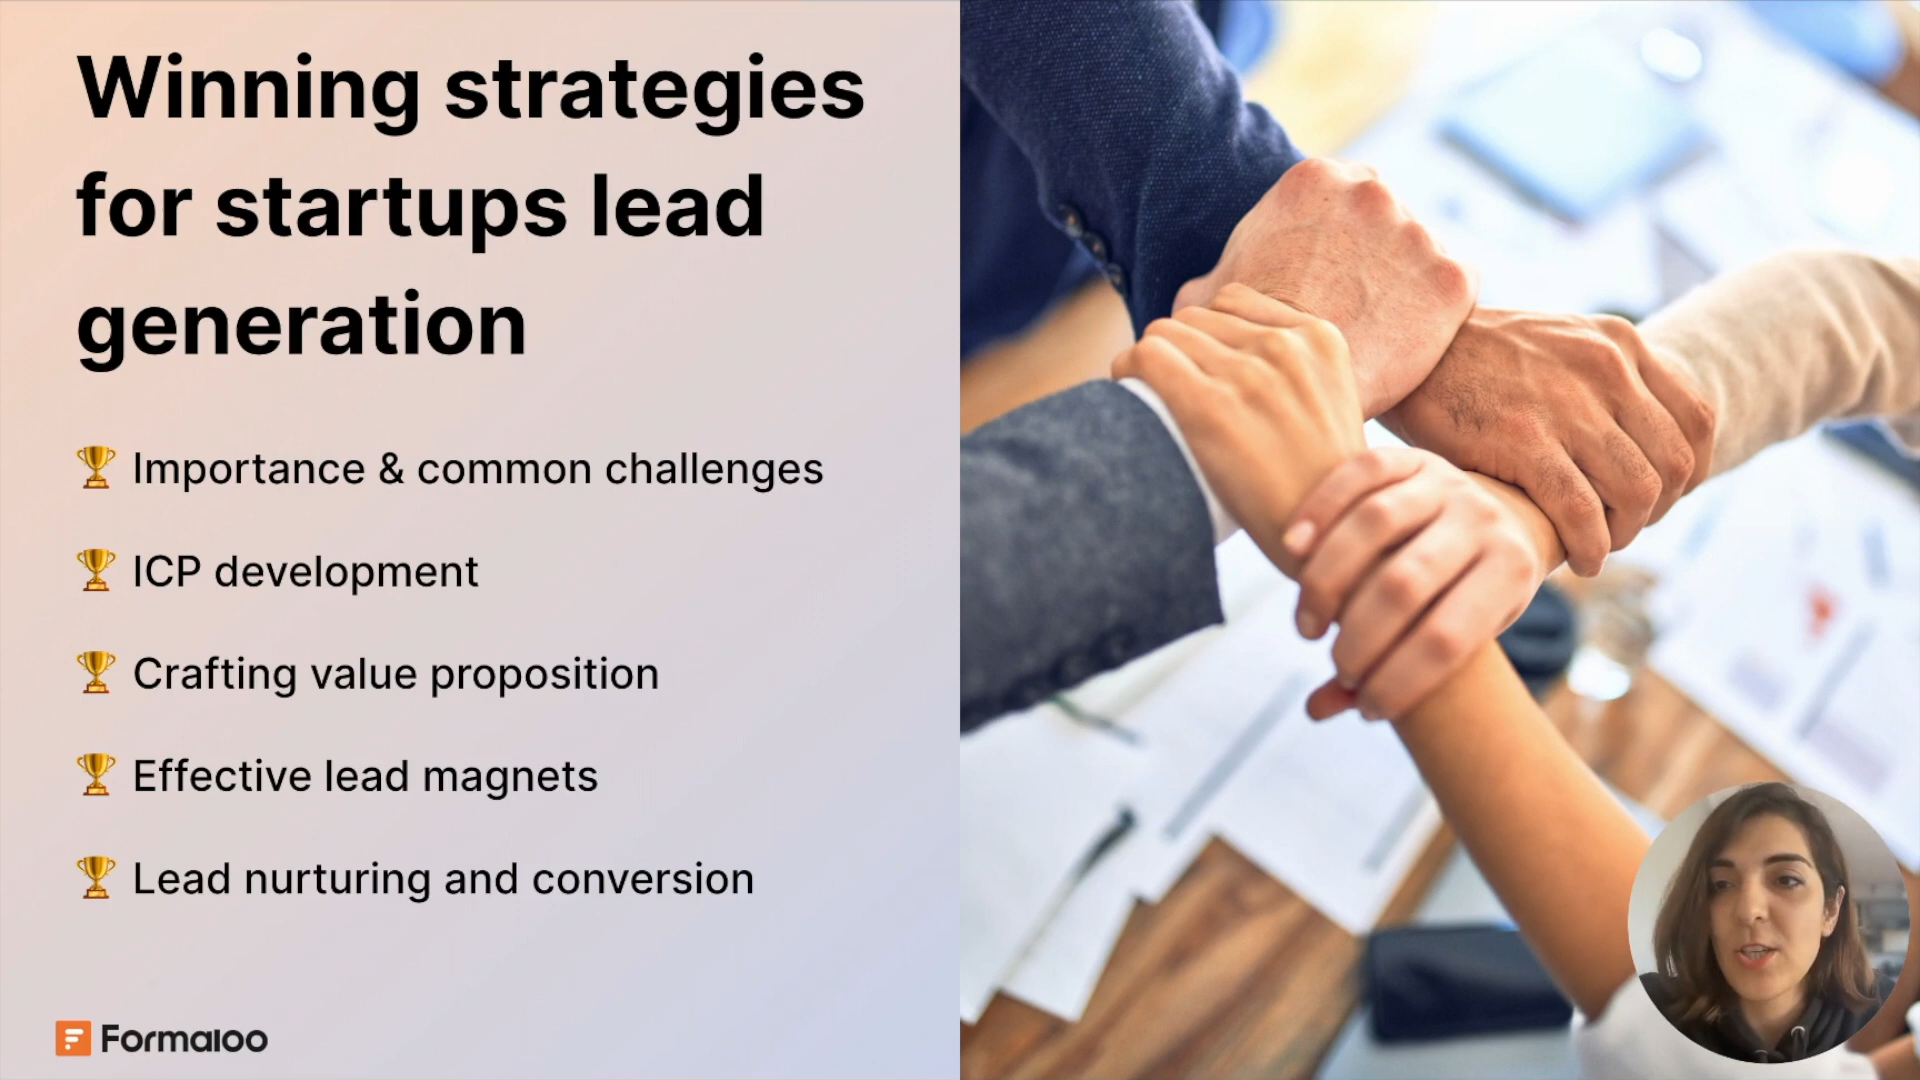 Winning strategies
for startups lead
generation
🏆 Importance & common challenges
🏆 ICP development
🏆 Crafting value proposition
🏆 Effective lead magnets
🏆 Lead nurturing and conversion
Formaloo